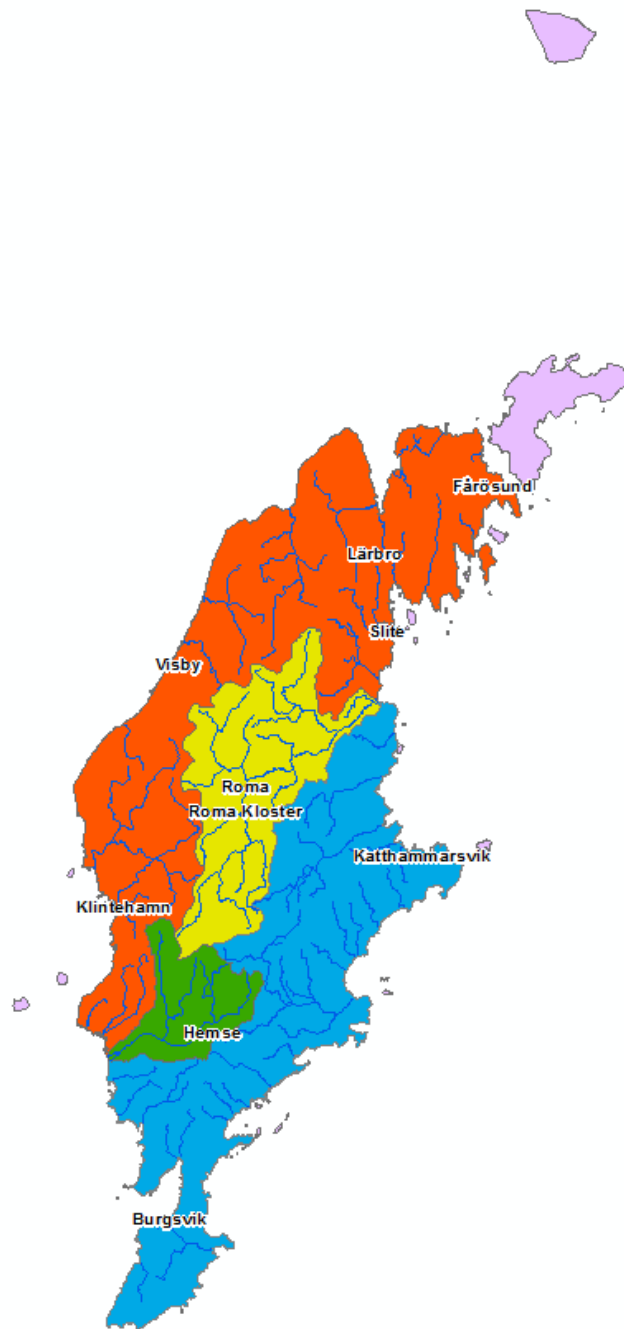 Fårösund
Lärbro
Slite
Visby
Roma
Roma Kloster
Katthammarsvik
Klintehamn
Hemse
Burgsvik